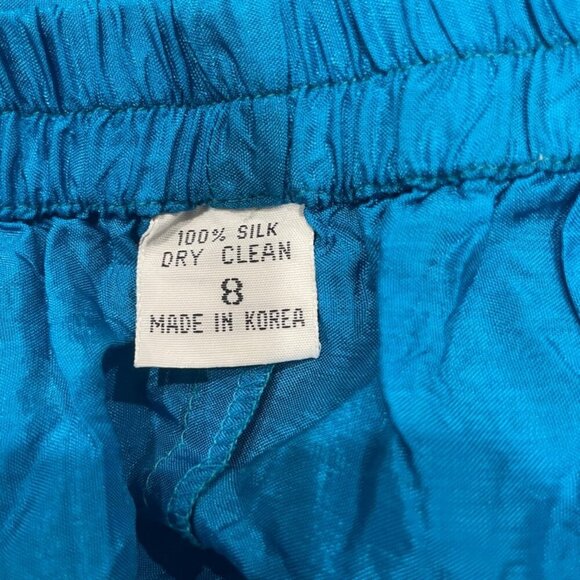 100% SILK
DRY CLEAN
8
MADE IN KOREA